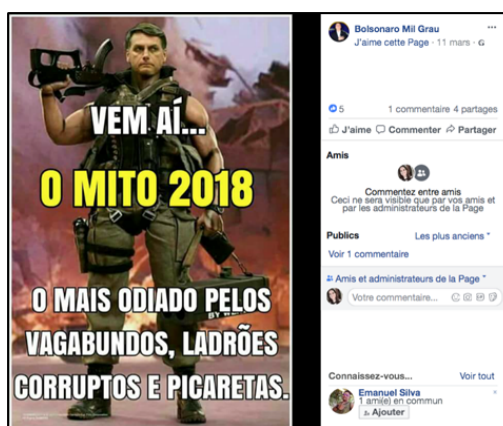 VEM AÍ...
O MITO 2018
O MAIS ODIADO PELOS
VAGABUNDOS, LADRÕES
CORRUPTOS E PICARETAS.
Bolsonaro Mil Grau
J'aime cette Page · 11 mars ·
5
1 commentaire 4 partages
J'aime Commenter Partager
Amis
Commentez entre amis
Ceci ne sera visible que par vos amis et
par les administrateurs de la Page
Publics
Les plus anciens
Voir 1 commentaire
Amis et administrateurs de la Page
Votre commentaire...
Connaissez-vous...
Voir tout
Emanuel Silva
1 ami(e) en commun
Ajouter